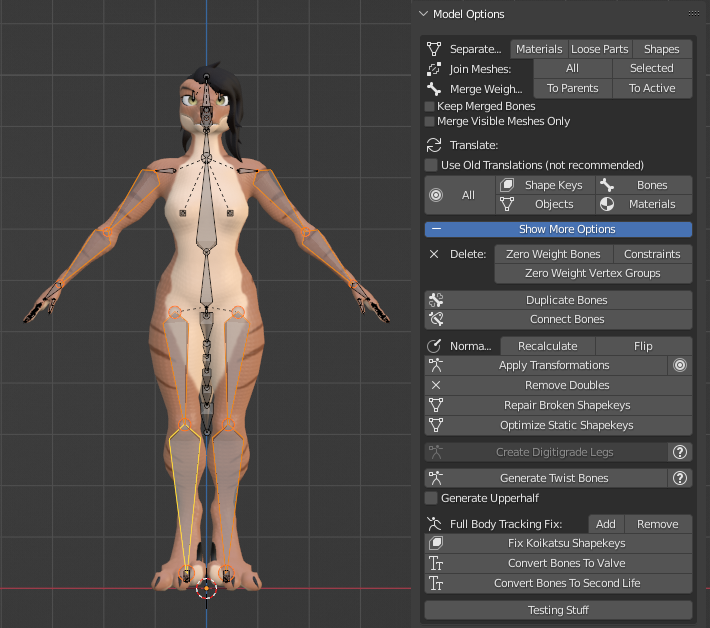 Model Options
Separate... Materials Loose Parts Shapes
Join Meshes: All Selected
Merge Weigh... To Parents To Active
Keep Merged Bones
Merge Visible Meshes Only
Translate:
Use Old Translations (not recommended)
All Shape Keys Bones
Objects Materials
Show More Options
Delete: Zero Weight Bones Constraints
Zero Weight Vertex Groups
Duplicate Bones
Connect Bones
Norma... Recalculate Flip
Apply Transformations
Remove Doubles
Repair Broken Shapekeys
Optimize Static Shapekeys
Create Digitigrade Legs ?
Generate Twist Bones ?
Generate Upperhalf
Full Body Tracking Fix: Add Remove
Fix Koikatsu Shapekeys
Convert Bones To Valve
Convert Bones To Second Life
Testing Stuff